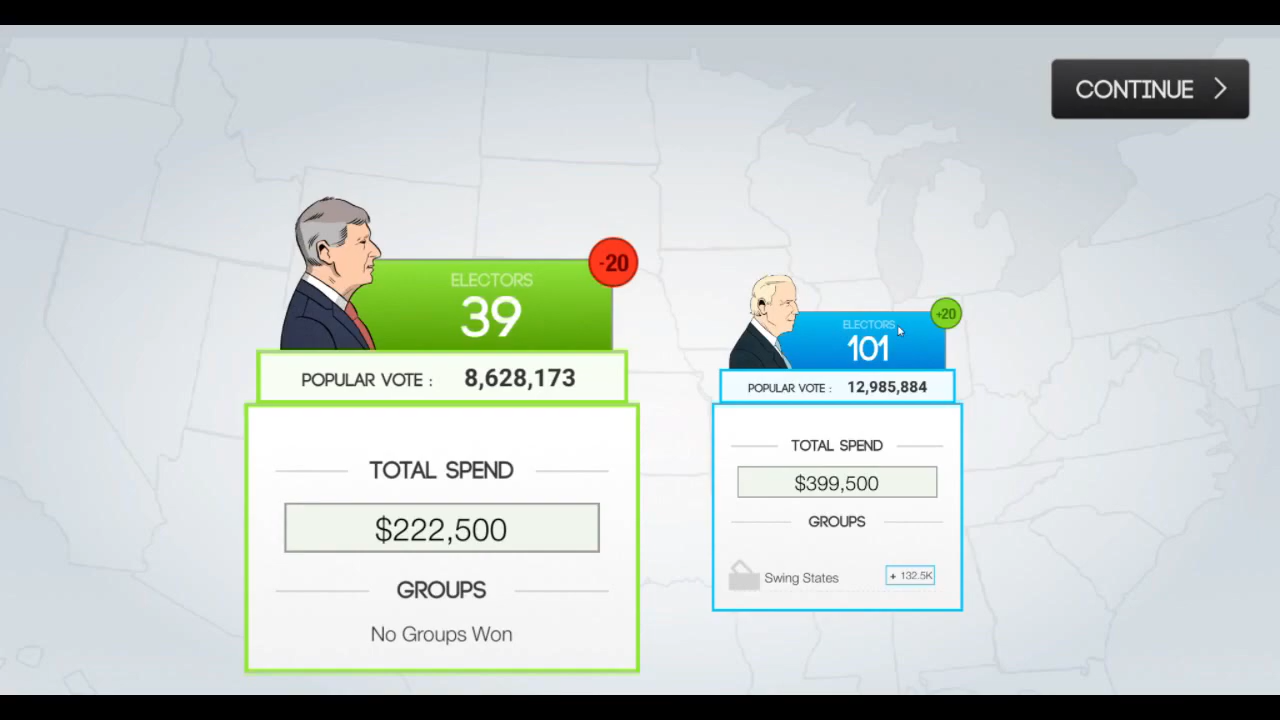 CONTINUE
-20
ELECTORS
39
POPULAR VOTE : 8,628,173
TOTAL SPEND
$222,500
GROUPS
No Groups Won
+20
ELECTORS
101
POPULAR VOTE : 12,985,884
TOTAL SPEND
$399,500
GROUPS
Swing States + 132.5K